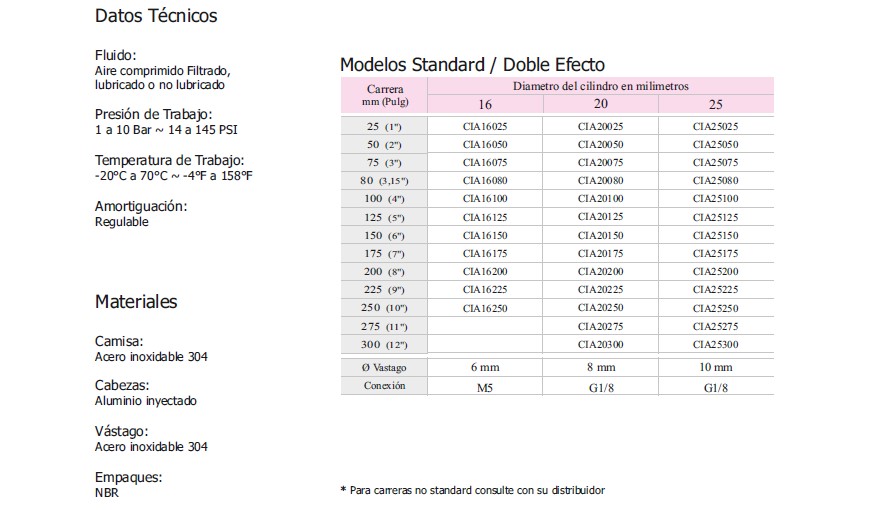 Datos Técnicos
Fluido:
Aire comprimido Filtrado,
lubricado o no lubricado
Presión de Trabajo:
1 a 10 Bar ~ 14 a 145 PSI
Temperatura de Trabajo:
-20°C a 70°C ~ -4°F a 158°F
Amortiguación:
Regulable
Materiales
Camisa:
Acero inoxidable 304
Cabezas:
Aluminio inyectado
Vástago:
Acero inoxidable 304
Empaques:
NBR
Modelos Standard / Doble Efecto
Carrera
mm (Pulg)
Diametro del cilindro en milimetros
16 20 25
25 (1") CIA16025 CIA20025 CIA25025
50 (2") CIA16050 CIA20050 CIA25050
75 (3") CIA16075 CIA20075 CIA25075
80 (3,15") CIA16080 CIA20080 CIA25080
100 (4") CIA16100 CIA20100 CIA25100
125 (5") CIA16125 CIA20125 CIA25125
150 (6") CIA16150 CIA20150 CIA25150
175 (7") CIA16175 CIA20175 CIA25175
200 (8") CIA16200 CIA20200 CIA25200
225 (9") CIA16225 CIA20225 CIA25225
250 (10") CIA16250 CIA20250 CIA25250
275 (11") CIA20275 CIA25275
300 (12") CIA20300 CIA25300
Ø Vastago 6 mm 8 mm 10 mm
Conexión M5 G1/8 G1/8
* Para carreras no standard consulte con su distribuidor